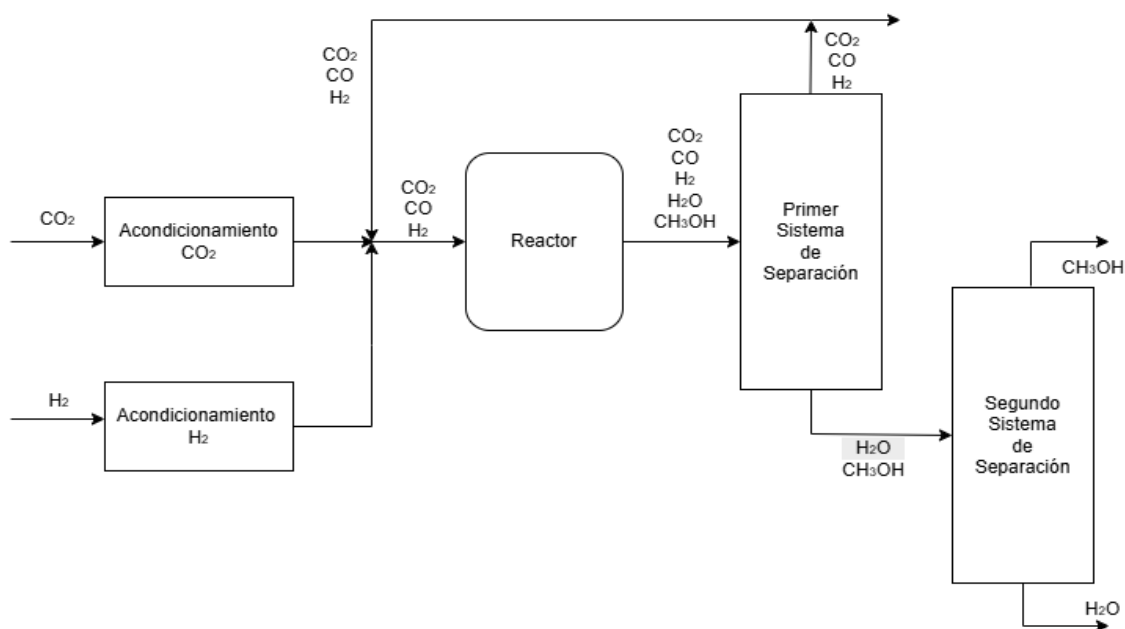 CO₂
CO
H₂
CO₂
CO
H₂
CO₂
CO
H₂
H₂O
CH₃OH
CO₂
CO
H₂
CO₂
Acondicionamiento
CO₂
Reactor
Primer
Sistema
de
Separación
CH₃OH
H₂
Acondicionamiento
H₂
H₂O
CH₃OH
Segundo
Sistema
de
Separación
H₂O